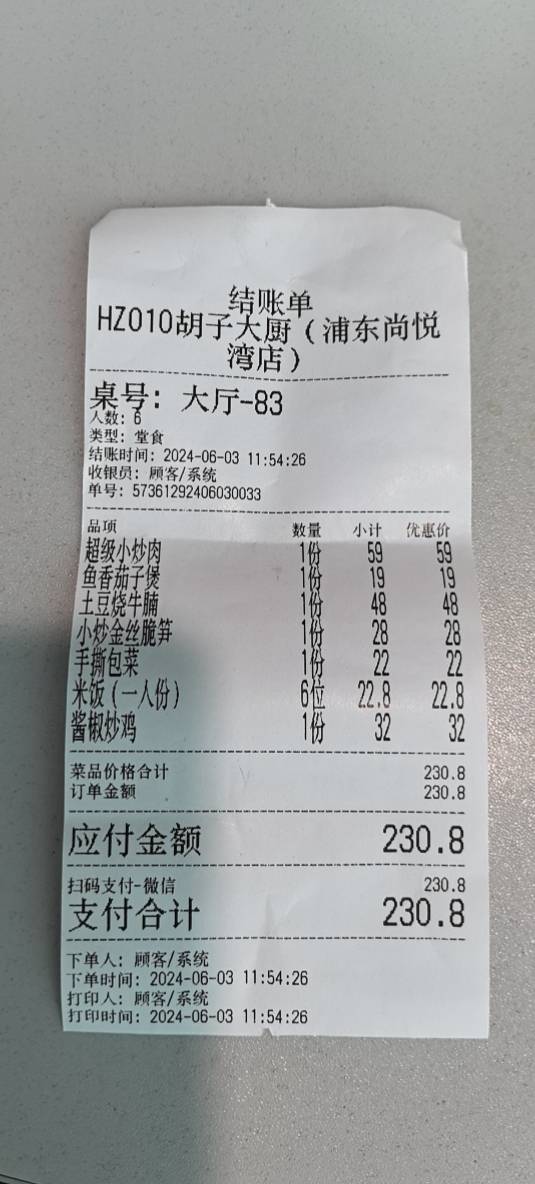 结账单
HZ010胡子大厨（浦东尚悦
湾店）
桌号: 大厅-83
人数: 6
类型: 堂食
结账时间: 2024-06-03 11:54:26
收银员: 顾客/系统
单号: 57361292406030033
品项 数量 小计 优惠价
超级小炒肉 1份 59 59
鱼香茄子煲 1份 19 19
土豆烧牛腩 1份 48 48
小炒金丝脆笋 1份 28 28
手撕包菜 1份 22 22
米饭（一人份） 6位 22.8 22.8
酱椒炒鸡 1份 32 32
菜品价格合计 230.8
订单金额 230.8
应付金额 230.8
扫码支付-微信 230.8
支付合计 230.8
下单人: 顾客/系统
下单时间: 2024-06-03 11:54:26
打印人: 顾客/系统
打印时间: 2024-06-03 11:54:26